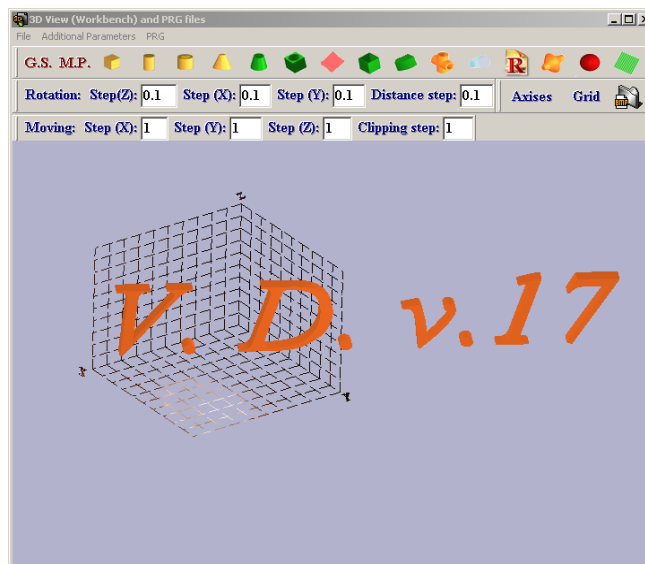 3D View (Workbench) and PRG files
File Additional Parameters PRG
G.S. M.P. R
Rotation: Step(Z): 0.1 Step (X): 0.1 Step (Y): 0.1 Distance step: 0.1 Axises Grid
Moving: Step (X): 1 Step (Y): 1 Step (Z): 1 Clipping step: 1
Z
V. D. v.17
X
Y